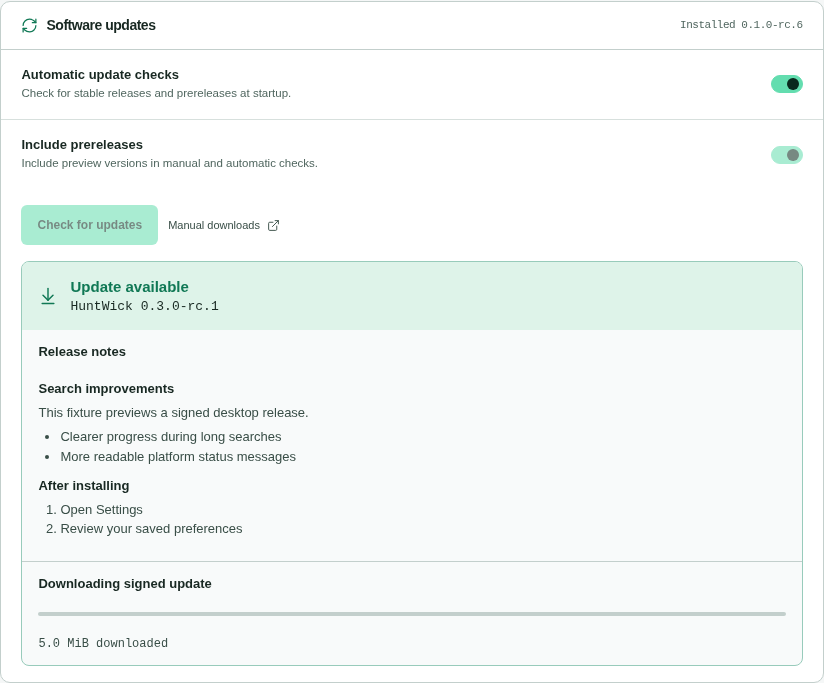 Software updates
Installed 0.1.0-rc.6
Automatic update checks
Check for stable releases and prereleases at startup.
Include prereleases
Include preview versions in manual and automatic checks.
Check for updates
Manual downloads
Update available
HuntWick 0.3.0-rc.1
Release notes
Search improvements
This fixture previews a signed desktop release.
• Clearer progress during long searches
• More readable platform status messages
After installing
1. Open Settings
2. Review your saved preferences
Downloading signed update
5.0 MiB downloaded